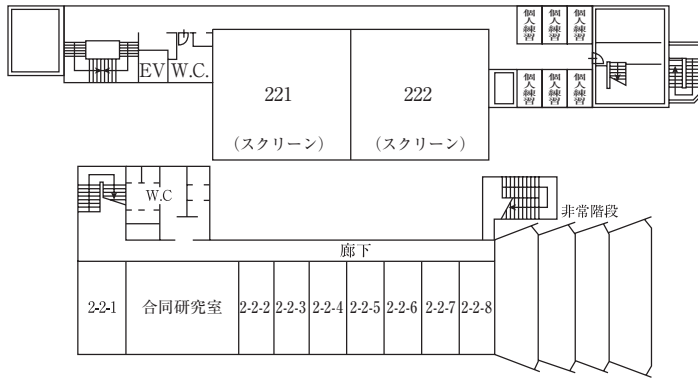 個人練習
個人練習
個人練習
EV
W.C.
221
(スクリーン)
222
(スクリーン)
個人練習
個人練習
個人練習
W.C
非常階段
廊下
2-2-1
合同研究室
2-2-2
2-2-3
2-2-4
2-2-5
2-2-6
2-2-7
2-2-8